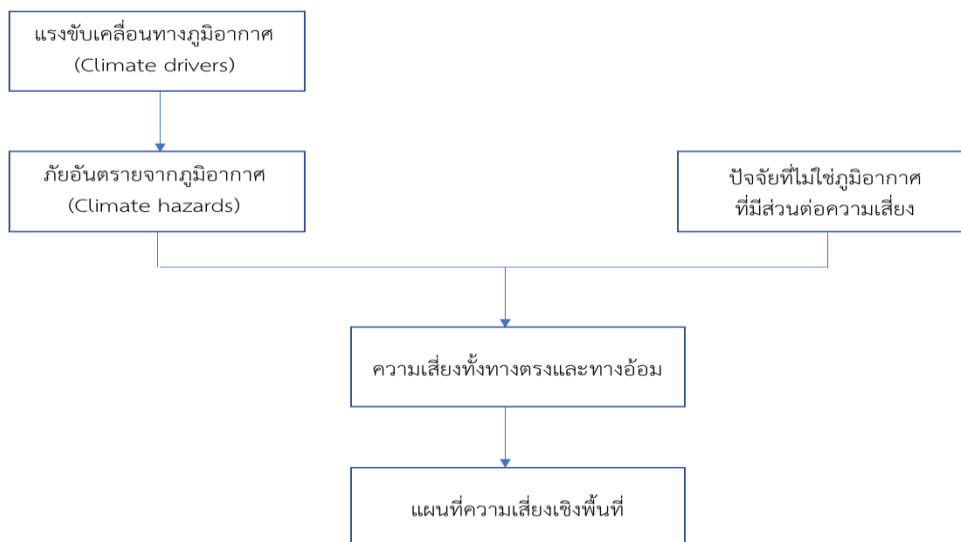 แรงขับเคลื่อนทางภูมิอากาศ
(Climate drivers)
ภัยอันตรายจากภูมิอากาศ
(Climate hazards)
ปัจจัยที่ไม่ใช่ภูมิอากาศ
ที่มีส่วนต่อความเสี่ยง
ความเสี่ยงทั้งทางตรงและทางอ้อม
แผนที่ความเสี่ยงเชิงพื้นที่